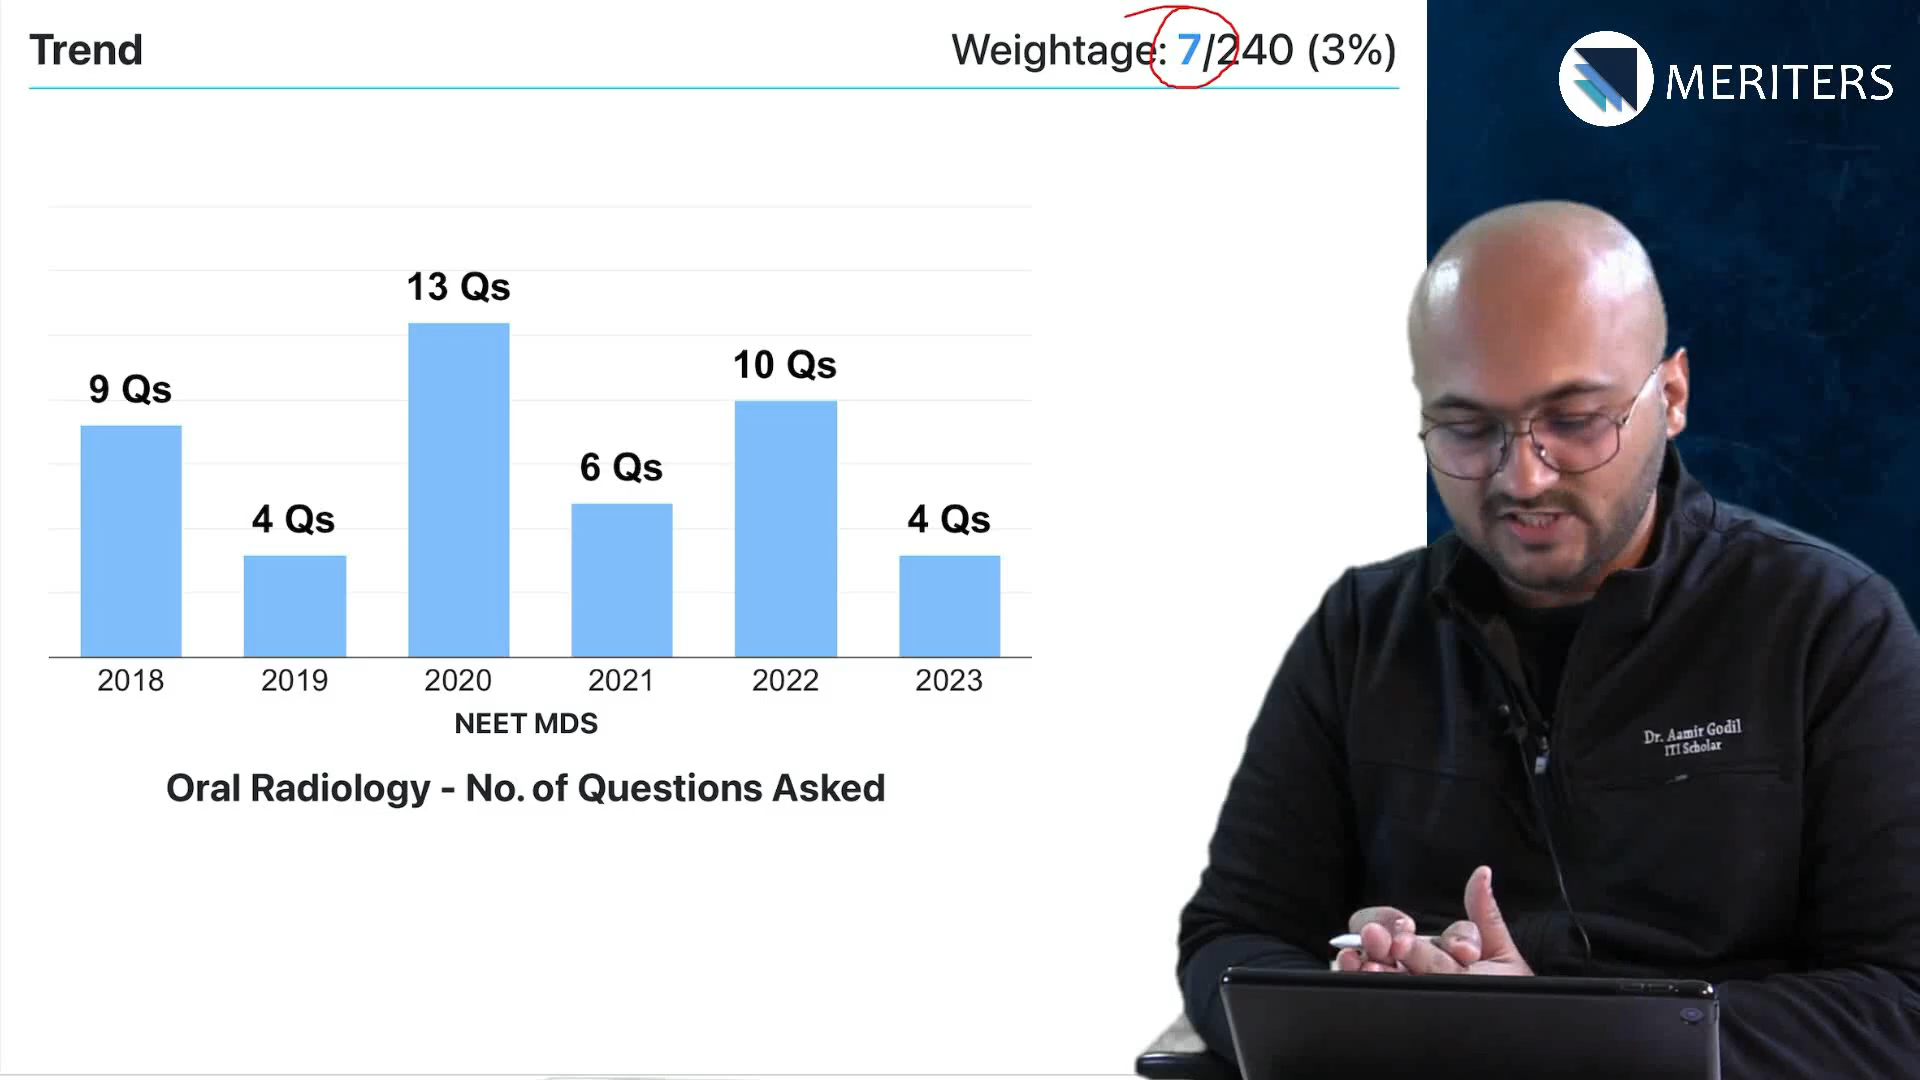 Trend
Weightage: 7/240 (3%)
MERITERS
13 Qs
10 Qs
9 Qs
6 Qs
4 Qs
4 Qs
2018 2019 2020 2021 2022 2023
NEET MDS
Oral Radiology - No. of Questions Asked
Dr. Aamir Godil
ITI Scholar